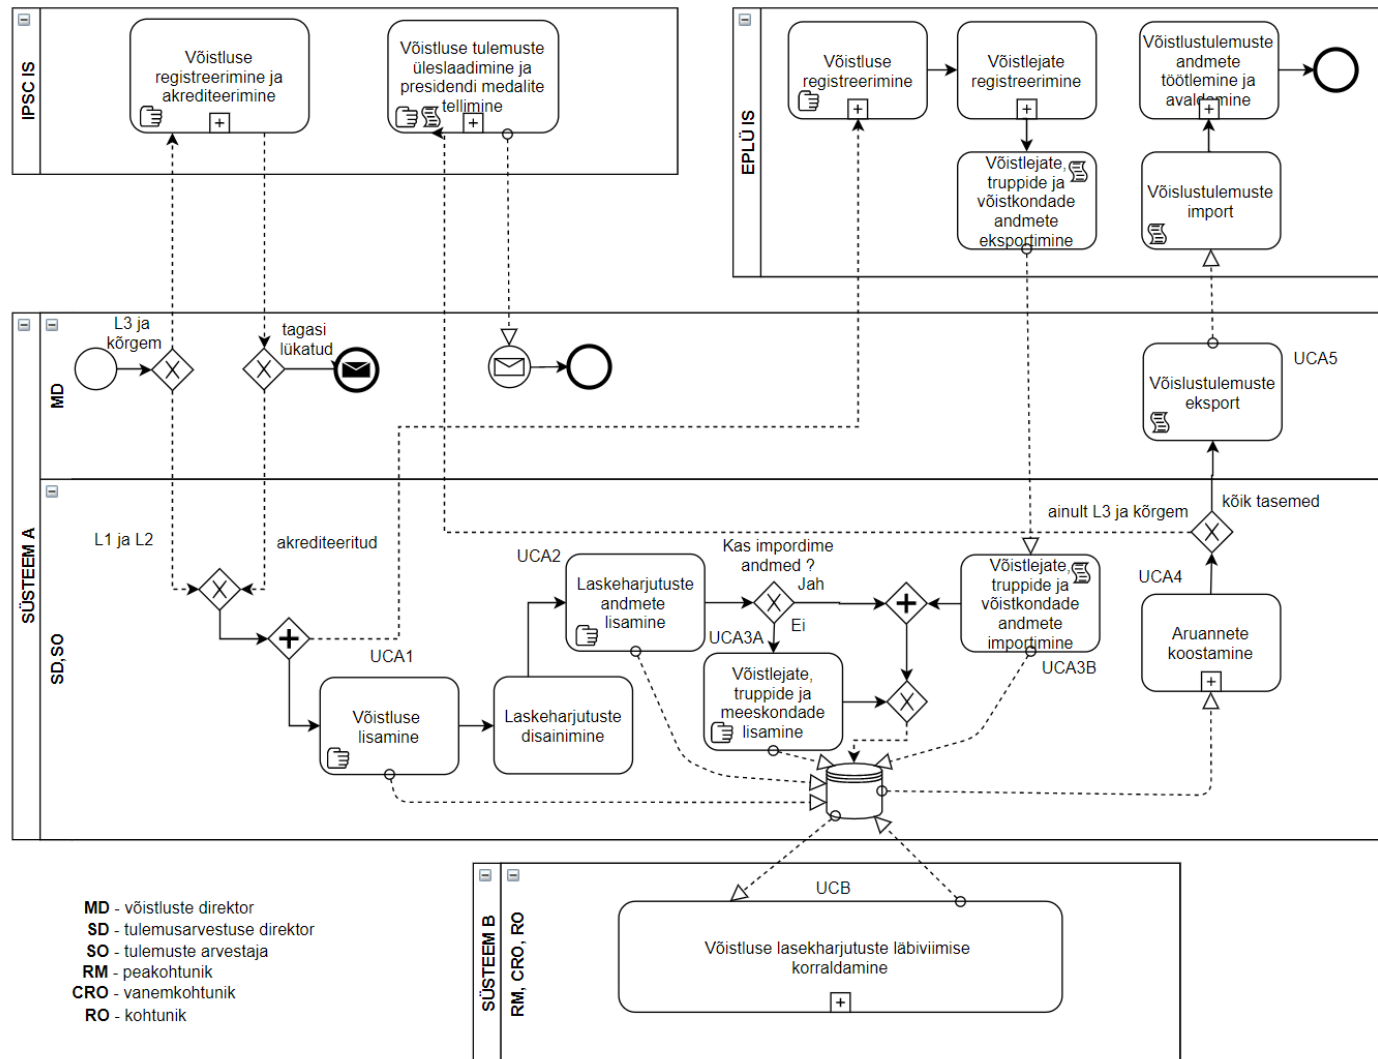 IPSC IS
Võistluse
registreerimine ja
akrediteerimine
Võistluse tulemuste
üleslaadimine ja
presidendi medalite
tellimine
EPLÜ IS
Võistluse
registreerimine
Võistlejate
registreerimine
Võistlustulemuste
andmete
töötlemine ja
avaldamine
Võistlejate,
truppide ja
võistkondade
andmete
eksportimine
Võislustulemuste
import
SÜSTEEM A
MD
L3 ja
kõrgem
tagasi
lükatud
UCA5
Võislustulemuste
eksport
SD,SO
L1 ja L2
akrediteeritud
ainult L3 ja kõrgem
kõik tasemed
UCA2
Laskeharjutuste
andmete
lisamine
Kas impordime
andmed ?
Jah
Ei
Võistlejate,
truppide ja
võistkondade
andmete
importimine
UCA4
Aruannete
koostamine
UCA1
Võistluse
lisamine
Laskeharjutuste
disainimine
UCA3A
Võistlejate,
truppide ja
meeskondade
lisamine
UCA3B
SÜSTEEM B
RM, CRO, RO
UCB
Võistluse lasekharjutuste läbiviimise
korraldamine
MD - võistluste direktor
SD - tulemusarvestuse direktor
SO - tulemuste arvestaja
RM - peakohtunik
CRO - vanemkohtunik
RO - kohtunik